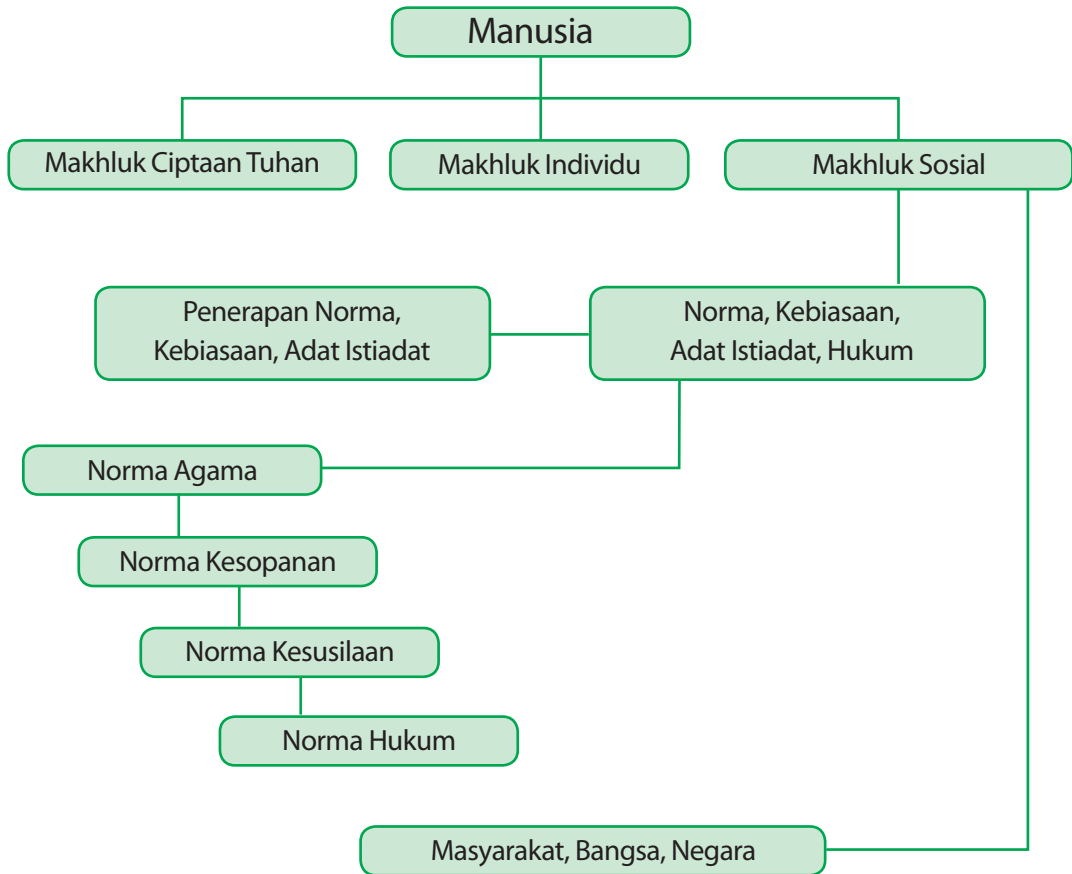 Manusia
Makhluk Ciptaan Tuhan
Makhluk Individu
Makhluk Sosial
Penerapan Norma,
Kebiasaan, Adat Istiadat
Norma, Kebiasaan,
Adat Istiadat, Hukum
Norma Agama
Norma Kesopanan
Norma Kesusilaan
Norma Hukum
Masyarakat, Bangsa, Negara